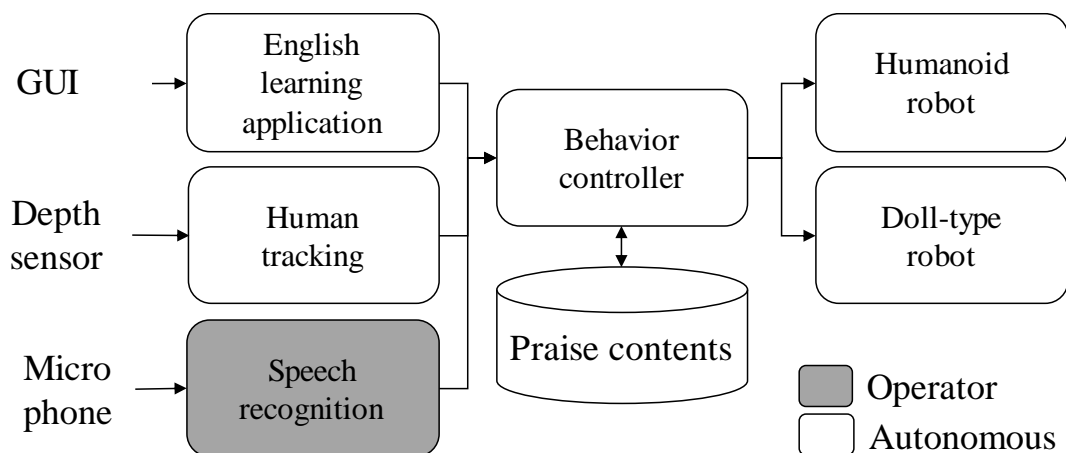 GUI
English
learning
application
Depth
sensor
Human
tracking
Micro
phone
Speech
recognition
Behavior
controller
Praise contents
Humanoid
robot
Doll-type
robot
Operator
Autonomous